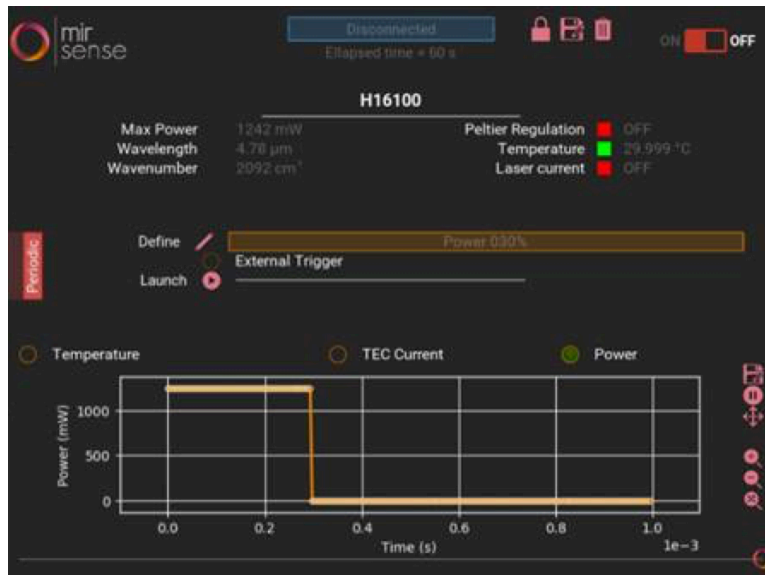 mir
sense
Disconnected
Ellapsed time = 60 s
ON OFF
H16100
Max Power 1242 mW
Peltier Regulation OFF
Wavelength 4.78 µm
Temperature 29.999 °C
Wavenumber 2092 cm⁻¹
Laser current OFF
Periodic
Define Power 030%
External Trigger
Launch
Temperature TEC Current Power
Power (mW)
1000
500
0
0.0 0.2 0.4 0.6 0.8 1.0
Time (s) 1e−3